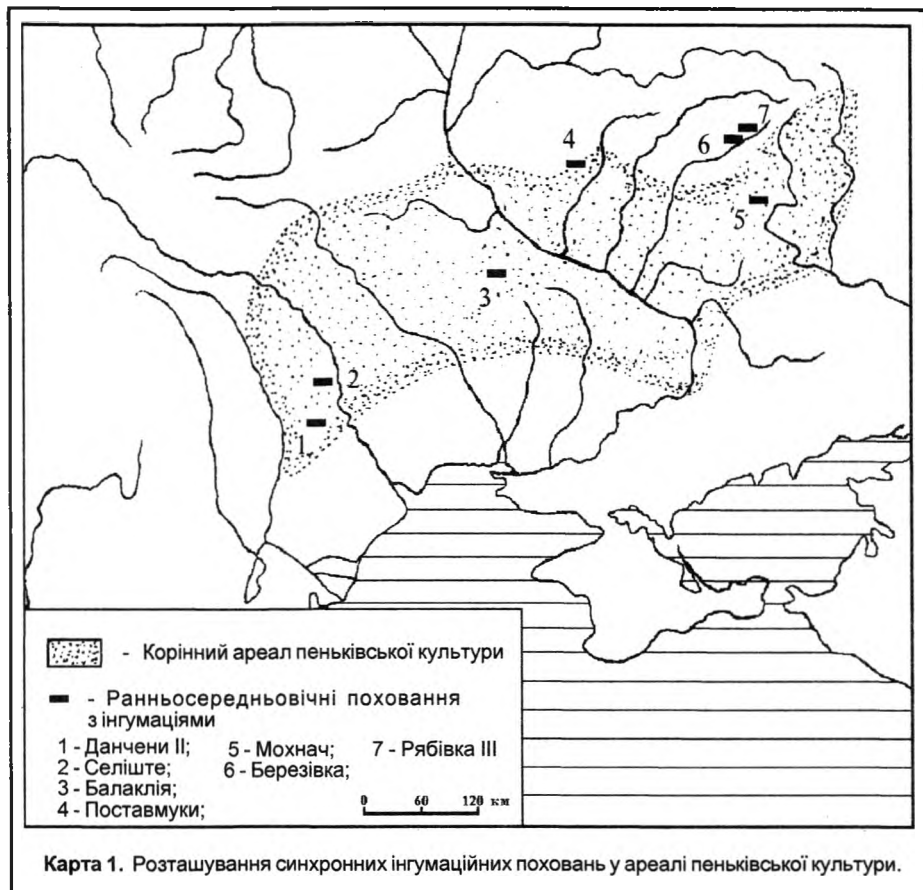 7
4
6
5
3
2
1
- Корінний ареал пеньківської культури
- Ранньосередньовічні поховання
з інгумаціями
1 - Данчени ІІ; 5 - Мохнач; 7 - Рябівка ІІІ
2 - Селіште; 6 - Березівка;
3 - Балаклія;
4 - Поставмуки;
0 60 120 км
Карта 1. Розташування синхронних інгумаційних поховань у ареалі пеньківської культури.